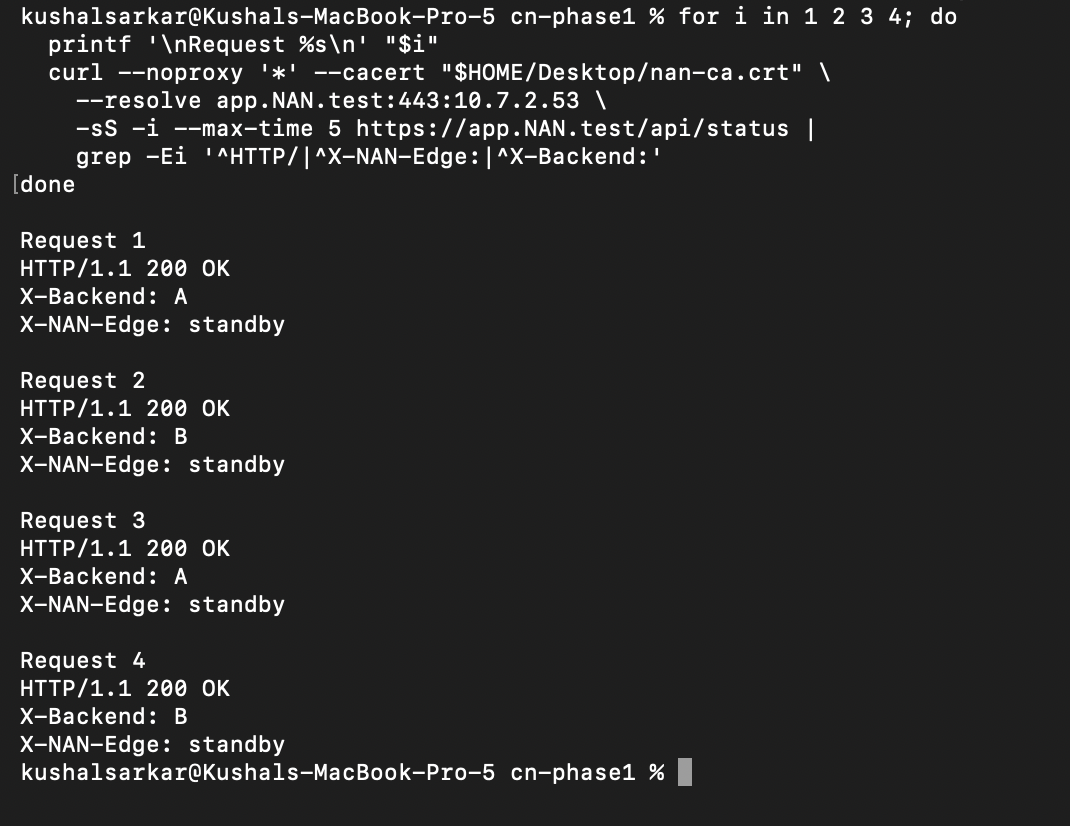 kushalsarkar@Kushals-MacBook-Pro-5 cn-phase1 % for i in 1 2 3 4; do
  printf '\nRequest %s\n' "$i"
  curl --noproxy '*' --cacert "$HOME/Desktop/nan-ca.crt" \
    --resolve app.NAN.test:443:10.7.2.53 \
    -sS -i --max-time 5 https://app.NAN.test/api/status |
    grep -Ei '^HTTP/|^X-NAN-Edge:|^X-Backend:'
[done

Request 1
HTTP/1.1 200 OK
X-Backend: A
X-NAN-Edge: standby

Request 2
HTTP/1.1 200 OK
X-Backend: B
X-NAN-Edge: standby

Request 3
HTTP/1.1 200 OK
X-Backend: A
X-NAN-Edge: standby

Request 4
HTTP/1.1 200 OK
X-Backend: B
X-NAN-Edge: standby
kushalsarkar@Kushals-MacBook-Pro-5 cn-phase1 %